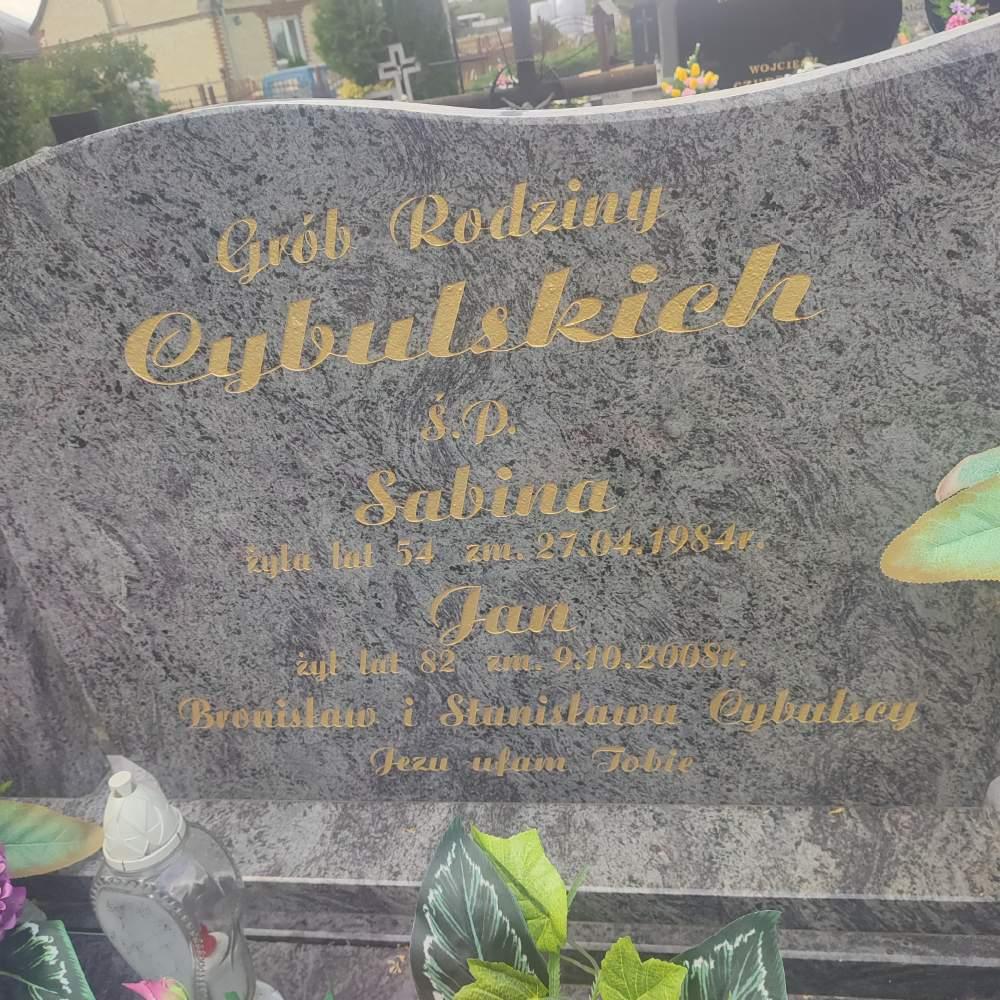 WOJCIECH
Grób Rodziny
Cybulskich
Ś.P.
Sabina
żyła lat 54 zm. 27.04.1984r.
Jan
żył lat 82 zm. 9.10.2008r.
Bronisław i Stanisława Cybulscy
Jezu ufam Tobie